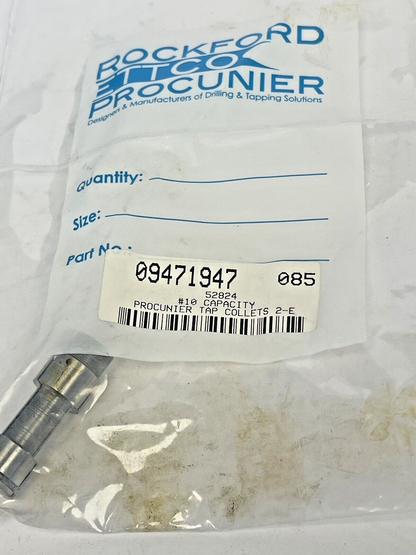 ROCKFORD
ETTCO
PROCUNIER
Designers & Manufacturers of Drilling & Tapping Solutions
Quantity:
Size:
Part No.:
09471947 085
52824
#10 CAPACITY
PROCUNIER TAP COLLETS 2-E